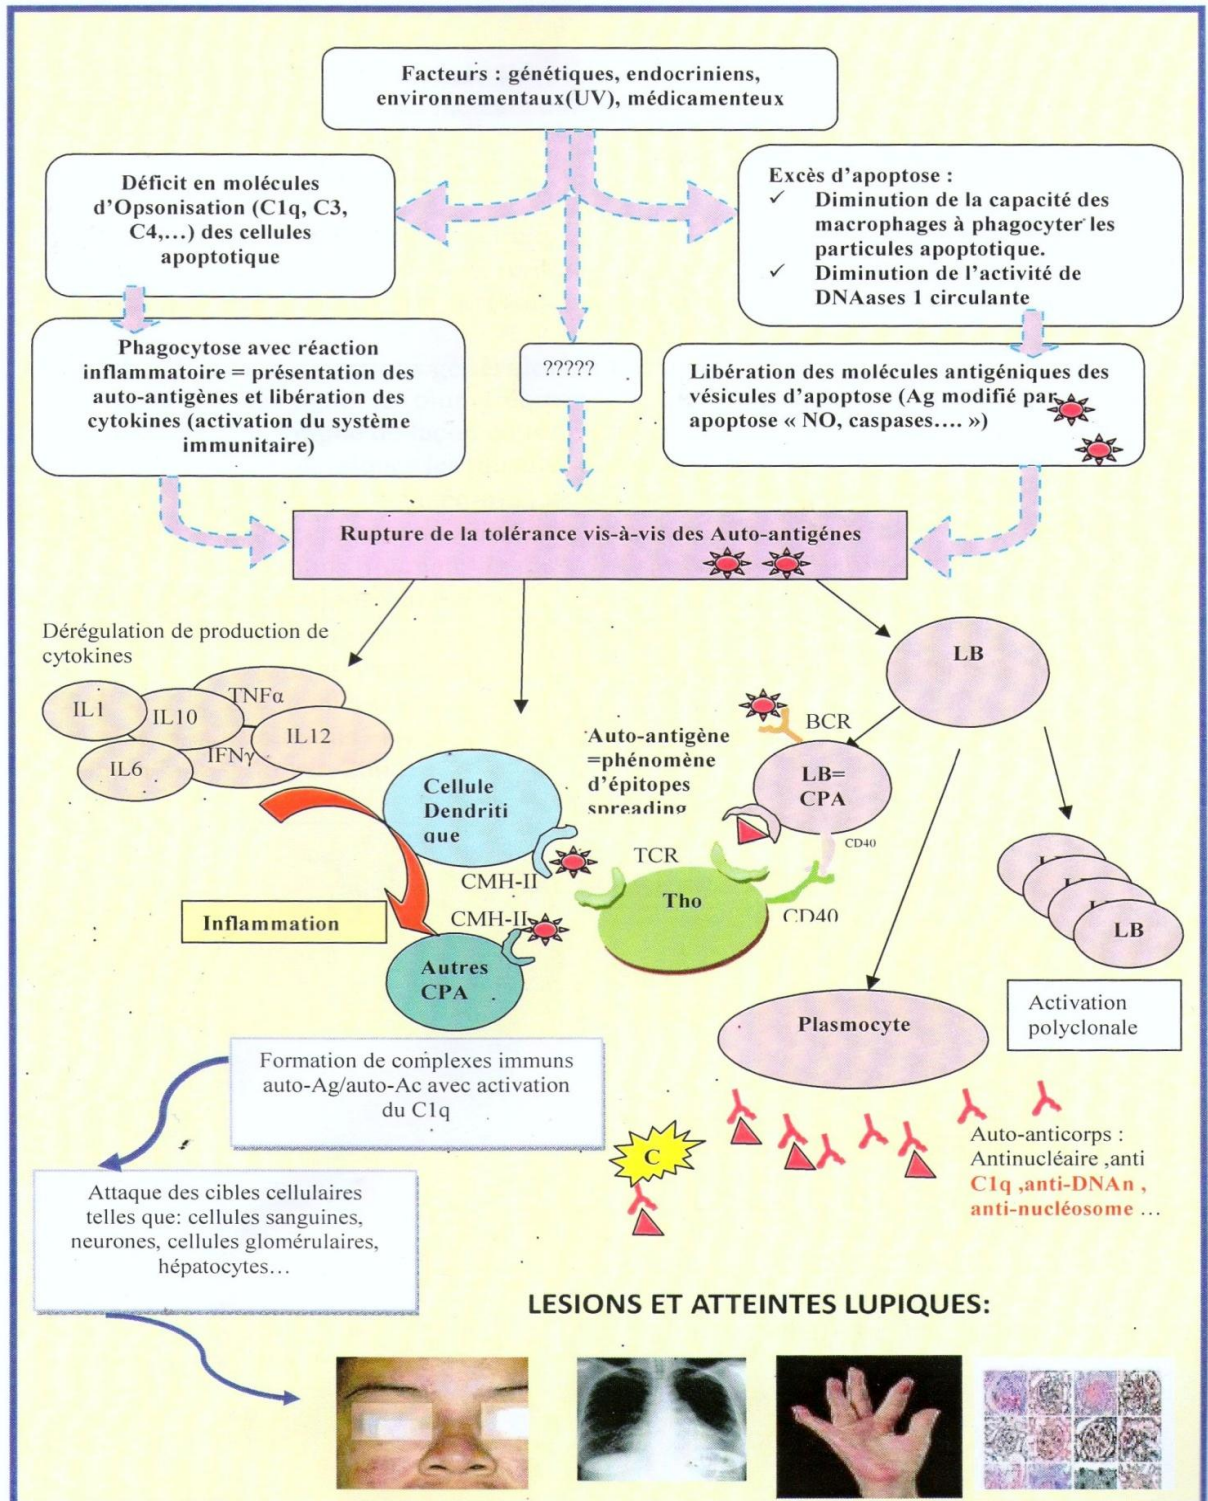 Facteurs : génétiques, endocriniens,
environnementaux(UV), médicamenteux
Déficit en molécules
d'Opsonisation (C1q, C3,
C4,...) des cellules
apoptotique
Excès d'apoptose :
✓ Diminution de la capacité des
macrophages à phagocyter les
particules apoptotique.
✓ Diminution de l'activité de
DNAases 1 circulante
Phagocytose avec réaction
inflammatoire = présentation des
auto-antigènes et libération des
cytokines (activation du système
immunitaire)
?????
Libération des molécules antigéniques des
vésicules d'apoptose (Ag modifié par
apoptose « NO, caspases.... »)
Rupture de la tolérance vis-à-vis des Auto-antigénes
Dérégulation de production de
cytokines
IL1
IL10
TNFα
IL12
IL6
IFNγ
LB
BCR
Auto-antigène
=phénomène
d'épitopes
spreading
LB=
CPA
CD40
Cellule
Dendriti
que
CMH-II
TCR
Tho
CD40
CMH-II
Inflammation
Autres
CPA
LB
LB
Activation
polyclonale
Plasmocyte
Formation de complexes immuns
auto-Ag/auto-Ac avec activation
du C1q
C
Auto-anticorps :
Antinucléaire ,anti
C1q ,anti-DNAn ,
anti-nucléosome ...
Attaque des cibles cellulaires
telles que: cellules sanguines,
neurones, cellules glomérulaires,
hépatocytes...
LESIONS ET ATTEINTES LUPIQUES: